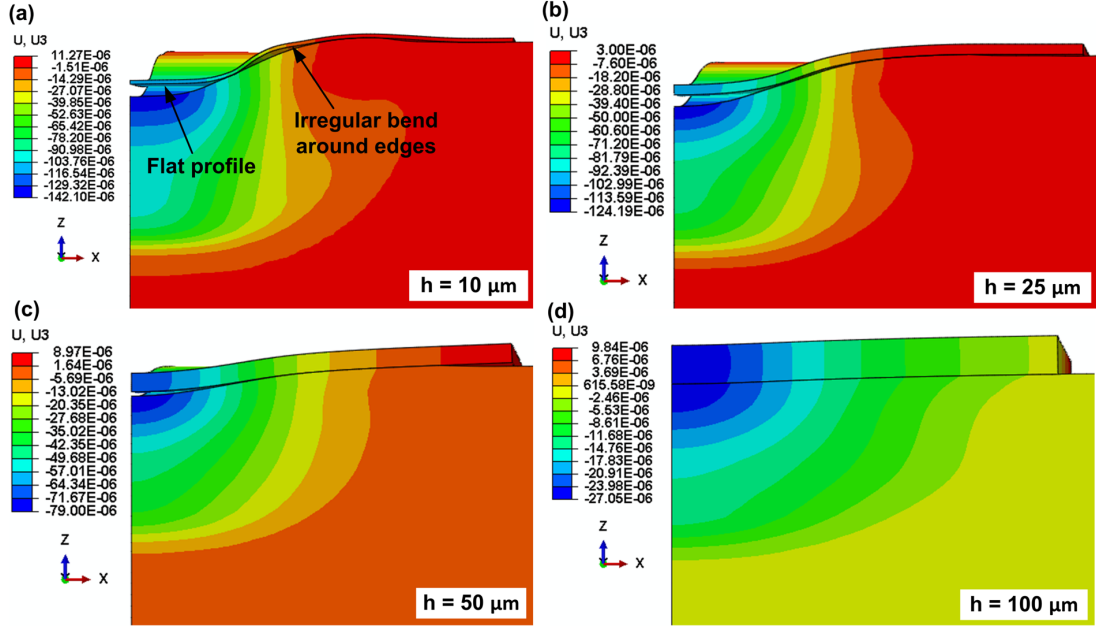 (a)
U, U3
11.27E-06
-1.51E-06
-14.29E-06
-27.07E-06
-39.85E-06
-52.63E-06
-65.42E-06
-78.20E-06
-90.98E-06
-103.76E-06
-116.54E-06
-129.32E-06
-142.10E-06
Flat profile
Irregular bend
around edges
Z
X
h = 10 μm
(b)
U, U3
3.00E-06
-7.60E-06
-18.20E-06
-28.80E-06
-40.00E-06
-60.60E-06
-71.20E-06
-81.79E-06
-92.39E-06
-102.99E-06
-113.59E-06
-124.19E-06
Z
X
h = 25 μm
(c)
U, U3
8.97E-06
1.64E-06
-5.69E-06
-13.02E-06
-20.35E-06
-27.68E-06
-35.02E-06
-42.35E-06
-49.68E-06
-57.01E-06
-64.34E-06
-71.67E-06
-79.00E-06
Z
X
h = 50 μm
(d)
U, U3
9.84E-06
6.76E-06
3.69E-06
615.58E-09
-2.46E-06
-5.53E-06
-8.61E-06
-11.68E-06
-14.76E-06
-17.83E-06
-20.91E-06
-23.98E-06
-27.05E-06
Z
X
h = 100 μm